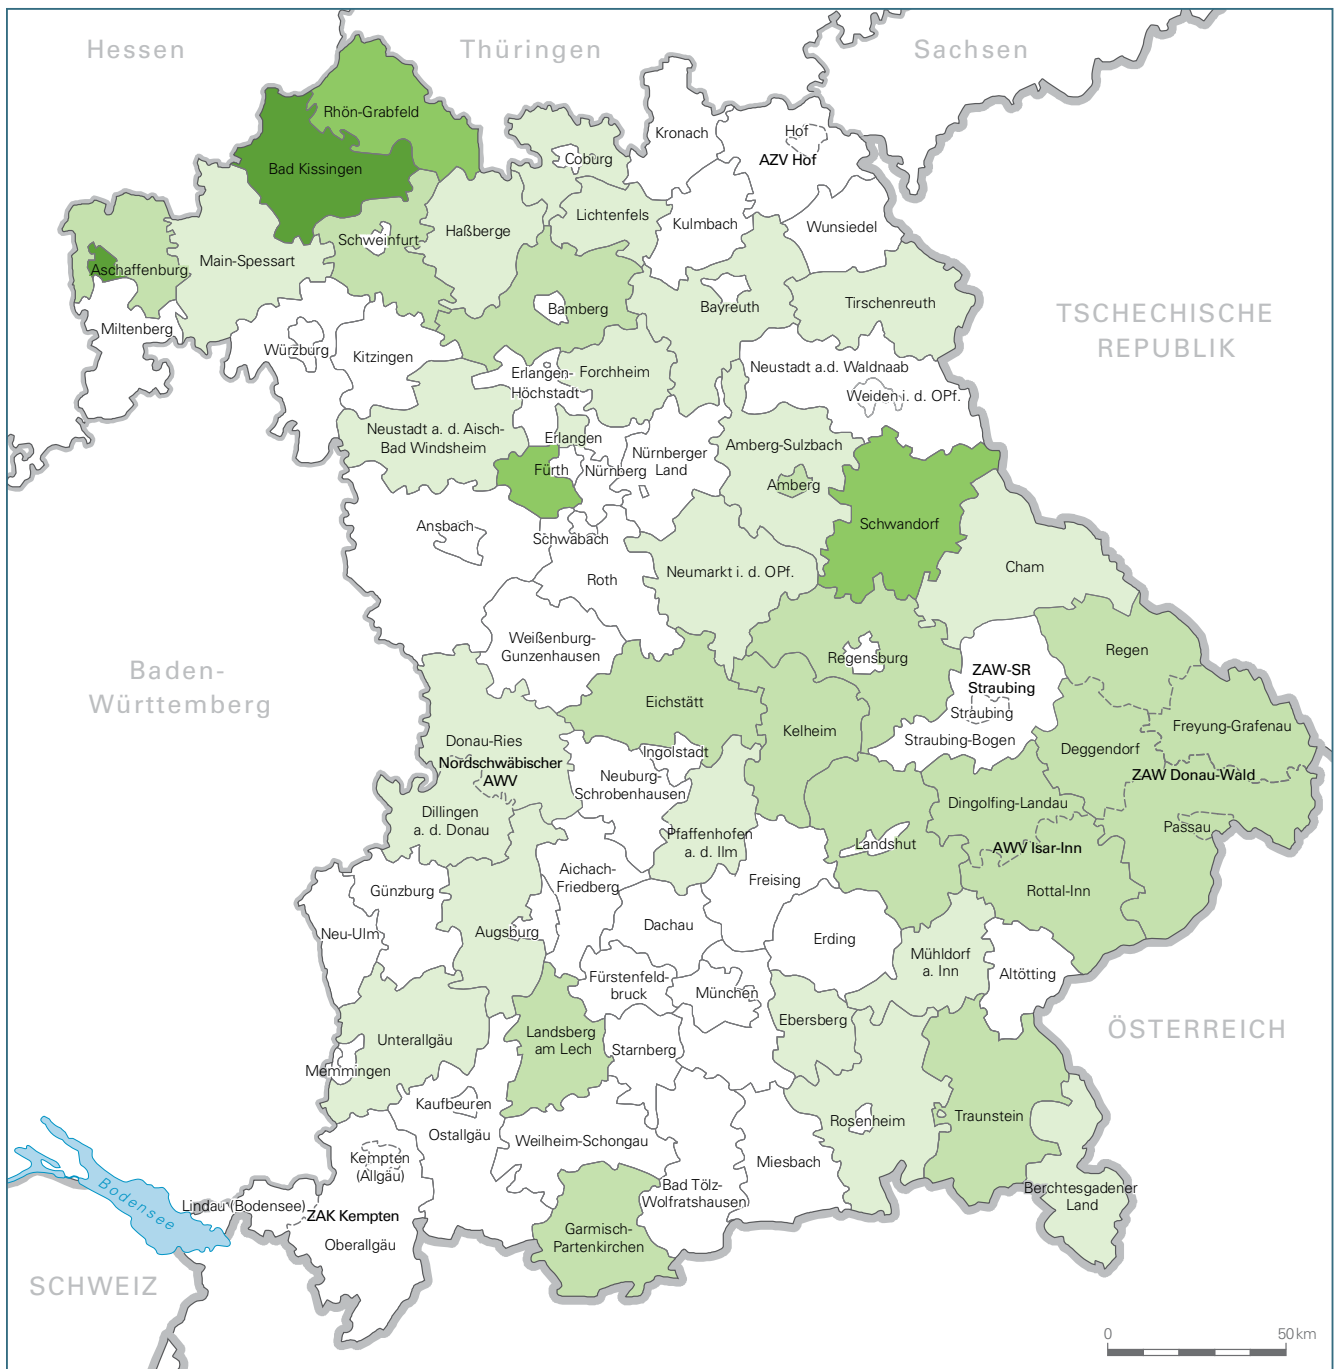 Hessen
Thüringen
Sachsen
Rhön-Grabfeld
Kronach
Hof
AZV Hof
Coburg
Bad Kissingen
Lichtenfels
Kulmbach
Wunsiedel
Haßberge
Schweinfurt
Main-Spessart
Aschaffenburg
Bayreuth
Tirschenreuth
Bamberg
Miltenberg
TSCHECHISCHE
REPUBLIK
Würzburg
Kitzingen
Erlangen-
Höchstadt
Forchheim
Neustadt a.d. Waldnaab
Weiden i. d. OPf.
Neustadt a. d. Aisch-
Bad Windsheim
Erlangen
Nürnberger
Land
Amberg-Sulzbach
Fürth
Nürnberg
Amberg
Ansbach
Schwabach
Schwandorf
Roth
Neumarkt i. d. OPf.
Cham
Weißenburg-
Gunzenhausen
Regensburg
Regen
ZAW-SR
Straubing
Straubing
Baden-
Württemberg
Eichstätt
Kelheim
Straubing-Bogen
Freyung-Grafenau
Deggendorf
Donau-Ries
Nordschwäbischer
AWV
Ingolstadt
Neuburg-
Schrobenhausen
ZAW Donau-Wald
Dingolfing-Landau
Dillingen
a. d. Donau
Pfaffenhofen
a. d. Ilm
Landshut
AWV Isar-Inn
Passau
Aichach-
Friedberg
Freising
Günzburg
Rottal-Inn
Neu-Ulm
Augsburg
Dachau
Erding
Mühldorf
a. Inn
Altötting
Fürstenfeld-
bruck
München
Ebersberg
ÖSTERREICH
Unterallgäu
Landsberg
am Lech
Starnberg
Memmingen
Kaufbeuren
Ostallgäu
Weilheim-Schongau
Rosenheim
Traunstein
Kempten
(Allgäu)
Miesbach
Bad Tölz-
Wolfratshausen
Berchtesgadener
Land
Bodensee
Lindau (Bodensee)
ZAK Kempten
Oberallgäu
Garmisch-
Partenkirchen
SCHWEIZ
0
50 km